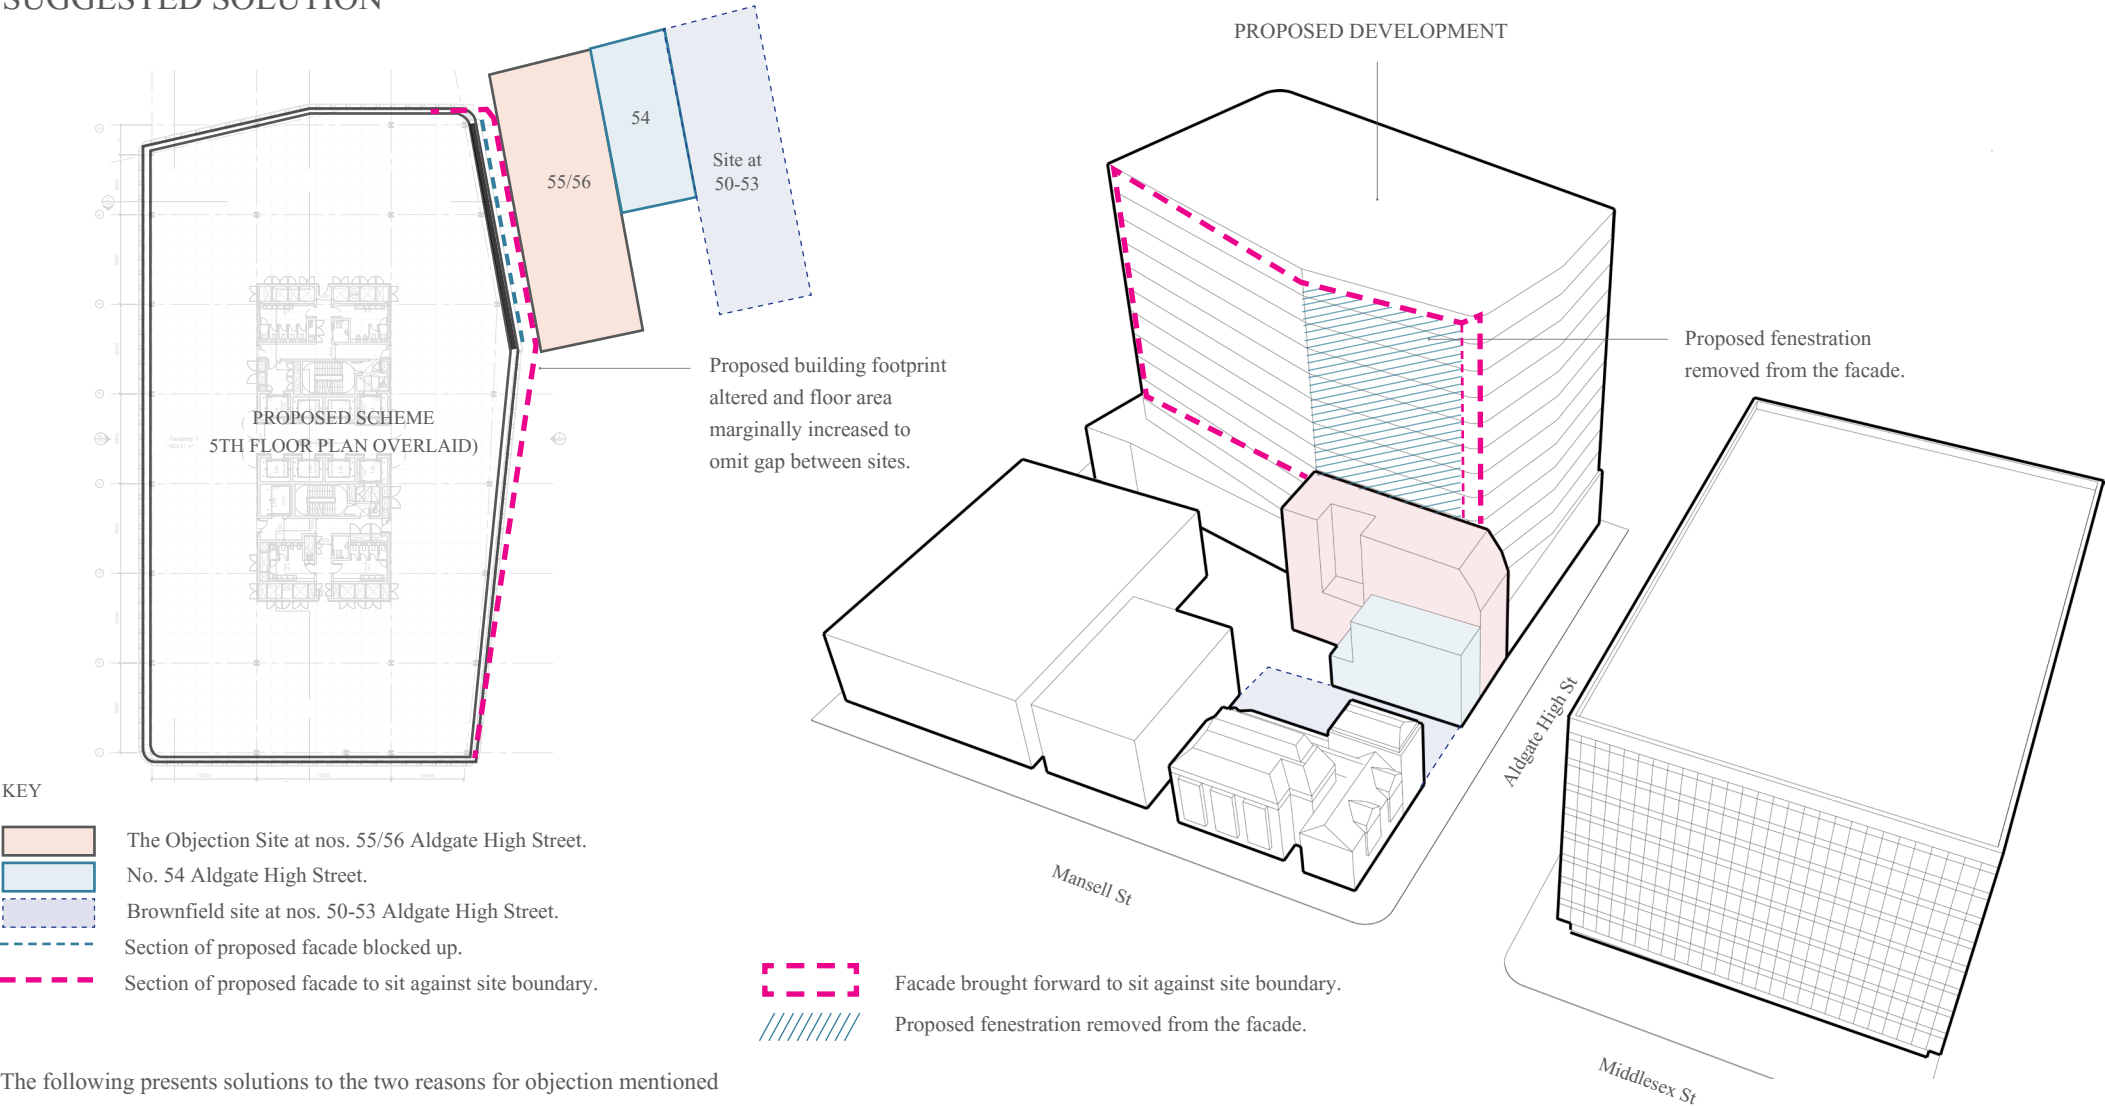 SUGGESTED SOLUTION
PROPOSED DEVELOPMENT
54
Site at
50-53
55/56
PROPOSED SCHEME
5TH FLOOR PLAN OVERLAID)
Proposed building footprint
altered and floor area
marginally increased to
omit gap between sites.
Proposed fenestration
removed from the facade.
Aldgate High St
Mansell St
Middlesex St
KEY
The Objection Site at nos. 55/56 Aldgate High Street.
No. 54 Aldgate High Street.
Brownfield site at nos. 50-53 Aldgate High Street.
Section of proposed facade blocked up.
Section of proposed facade to sit against site boundary.
Facade brought forward to sit against site boundary.
Proposed fenestration removed from the facade.
The following presents solutions to the two reasons for objection mentioned